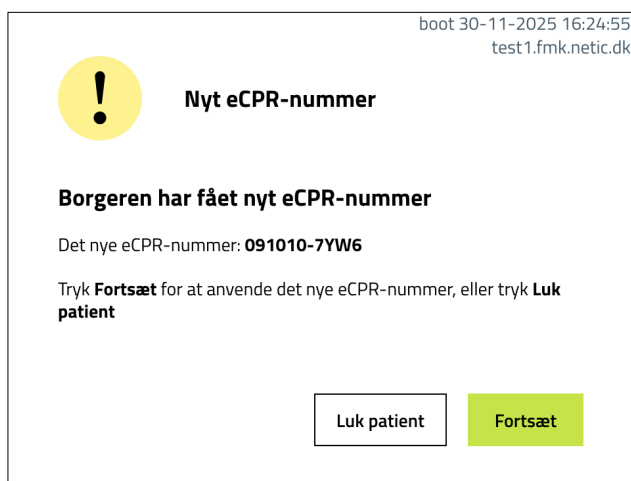 boot 30-11-2025 16:24:55
test1.fmk.netic.dk
!
Nyt eCPR-nummer
Borgeren har fået nyt eCPR-nummer
Det nye eCPR-nummer: 091010-7YW6
Tryk Fortsæt for at anvende det nye eCPR-nummer, eller tryk Luk
patient
Luk patient
Fortsæt